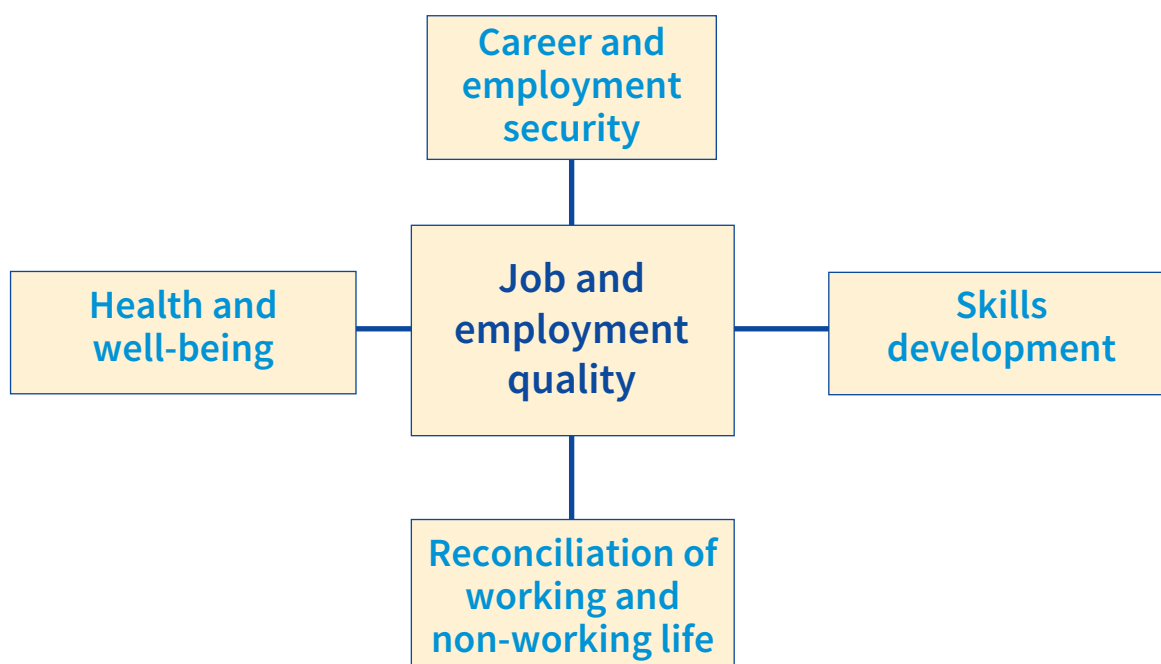 Career and
employment
security
Health and
well-being
Job and
employment
quality
Skills
development
Reconciliation of
working and
non-working life